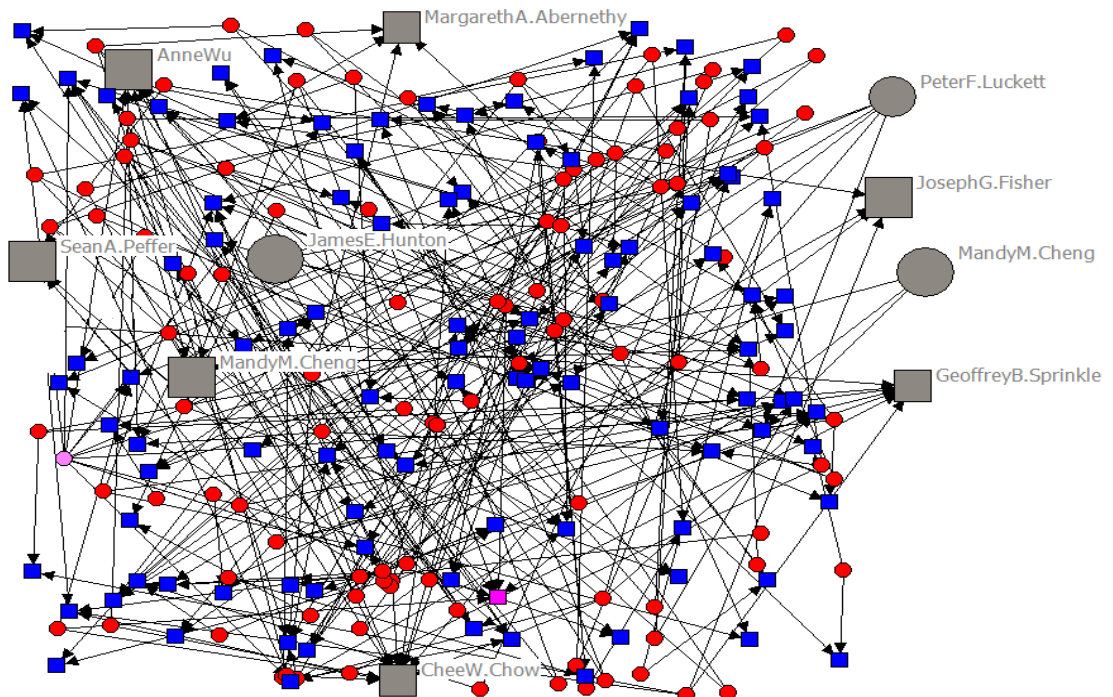 MargarethA.Abernethy
AnneWu
PeterF.Luckett
JosephG.Fisher
SeanA.Peffer
JamesE.Hunton
MandyM.Cheng
MandyM.Cheng
GeoffreyB.Sprinkle
CheeW.Chow